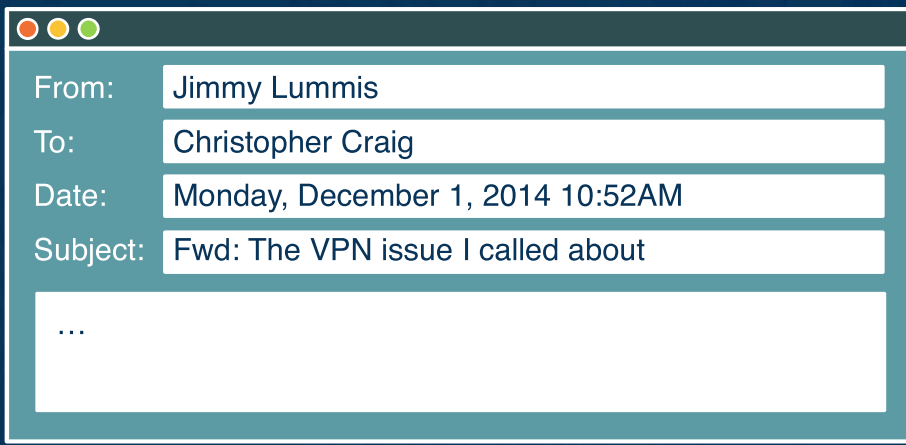 From: Jimmy Lummis
To: Christopher Craig
Date: Monday, December 1, 2014 10:52AM
Subject: Fwd: The VPN issue I called about
…